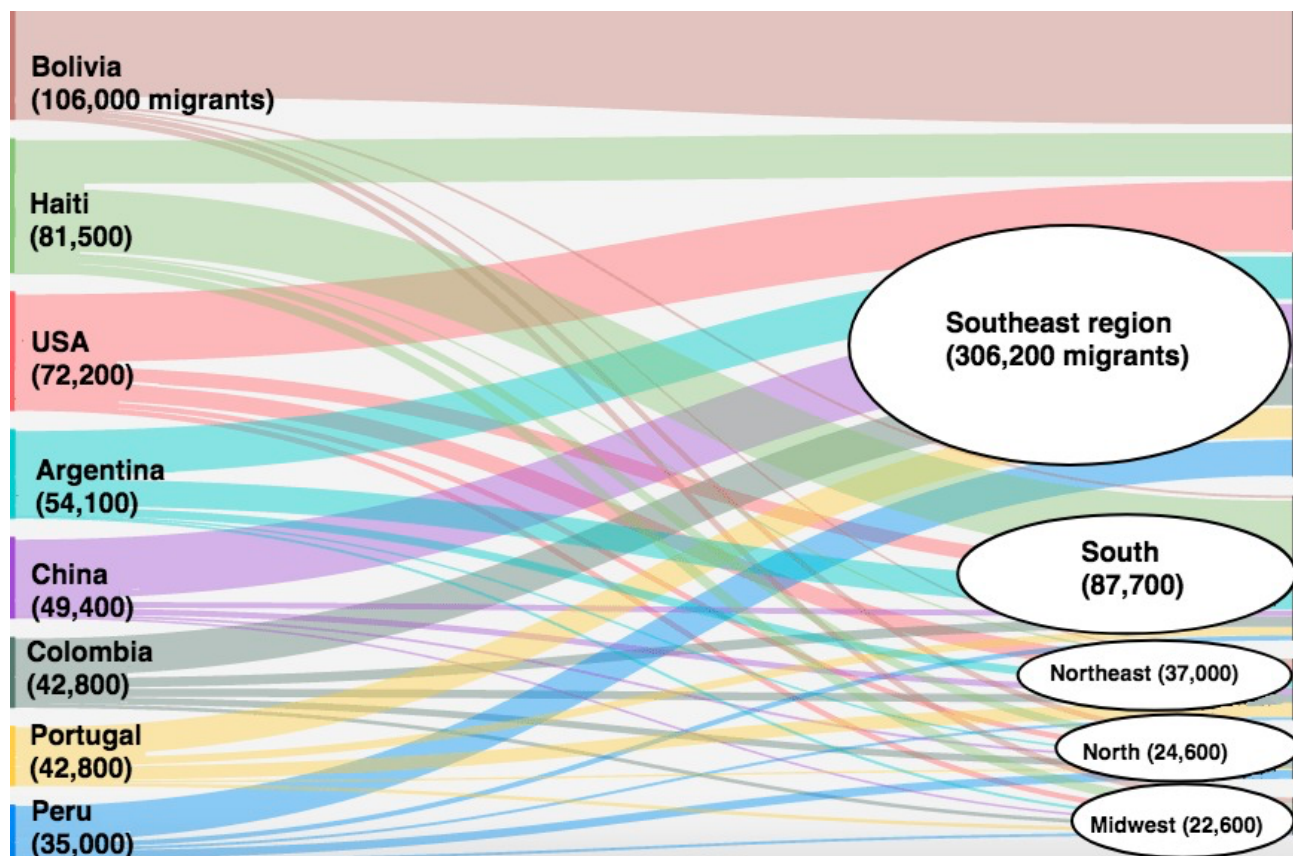 Bolivia
(106,000 migrants)
Haiti
(81,500)
USA
(72,200)
Argentina
(54,100)
China
(49,400)
Colombia
(42,800)
Portugal
(42,800)
Peru
(35,000)
Southeast region
(306,200 migrants)
South
(87,700)
Northeast (37,000)
North (24,600)
Midwest (22,600)